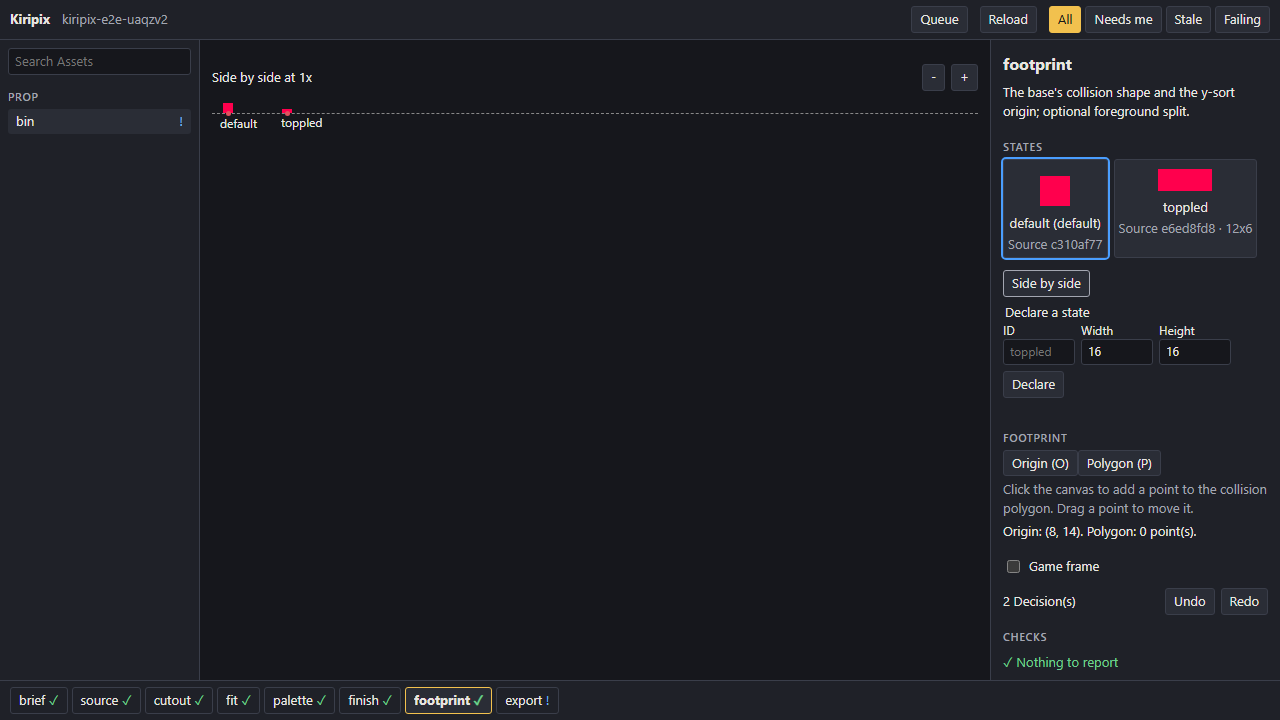 Kiripix kiripix-e2e-uaqzv2 Queue Reload All Needs me Stale Failing
Search Assets
PROP
bin !
Side by side at 1x - +
default toppled
footprint
The base's collision shape and the y-sort
origin; optional foreground split.
STATES
default (default)
Source c310af77
toppled
Source e6ed8fd8 · 12x6
Side by side
Declare a state
ID Width Height
toppled 16 16
Declare
FOOTPRINT
Origin (O) Polygon (P)
Click the canvas to add a point to the collision
polygon. Drag a point to move it.
Origin: (8, 14). Polygon: 0 point(s).
Game frame
2 Decision(s) Undo Redo
CHECKS
✓ Nothing to report
brief ✓ source ✓ cutout ✓ fit ✓ palette ✓ finish ✓ footprint ✓ export !